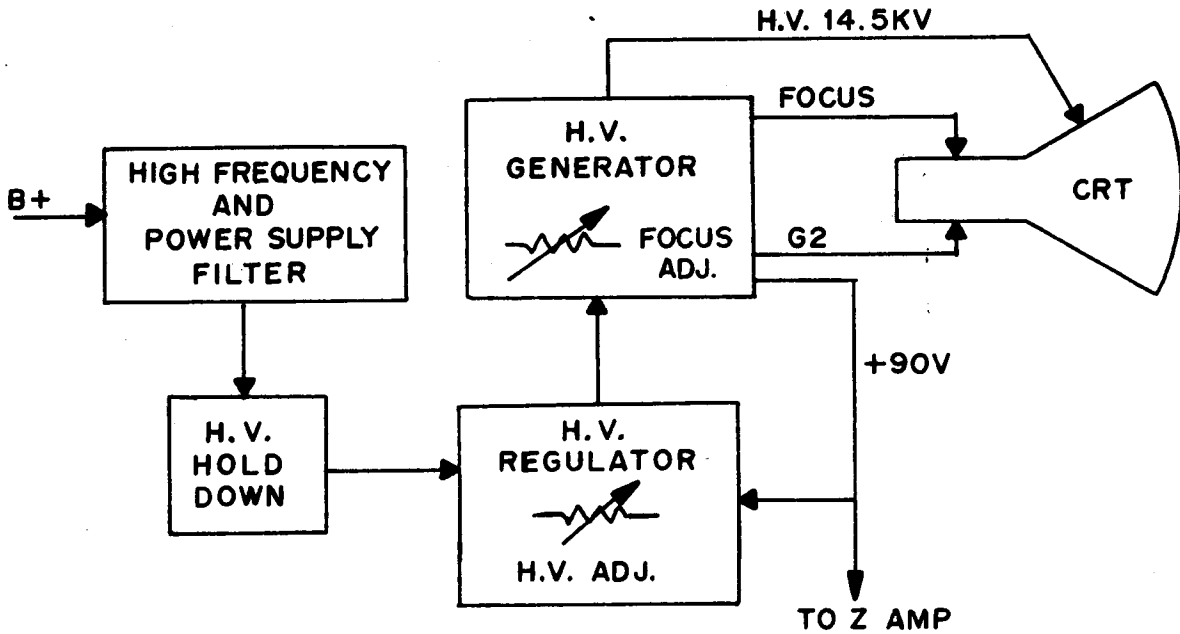 H.V. 14.5KV
FOCUS
H.V.
GENERATOR
FOCUS
ADJ.
G2
CRT
B+
HIGH FREQUENCY
AND
POWER SUPPLY
FILTER
+90V
H.V.
HOLD
DOWN
H.V.
REGULATOR
H.V. ADJ.
TO Z AMP